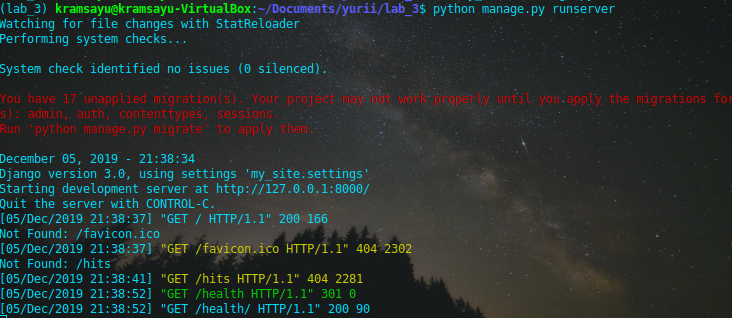 (lab_3) kramsayu@kramsayu-VirtualBox:~/Documents/yurii/lab_3$ python manage.py runserver
Watching for file changes with StatReloader
Performing system checks...
System check identified no issues (0 silenced).
You have 17 unapplied migration(s). Your project may not work properly until you apply the migrations for
s): admin, auth, contenttypes, sessions.
Run 'python manage.py migrate' to apply them.
December 05, 2019 - 21:38:34
Django version 3.0, using settings 'my_site.settings'
Starting development server at http://127.0.0.1:8000/
Quit the server with CONTROL-C.
[05/Dec/2019 21:38:37] "GET / HTTP/1.1" 200 166
Not Found: /favicon.ico
[05/Dec/2019 21:38:37] "GET /favicon.ico HTTP/1.1" 404 2302
Not Found: /hits
[05/Dec/2019 21:38:41] "GET /hits HTTP/1.1" 404 2281
[05/Dec/2019 21:38:52] "GET /health HTTP/1.1" 301 0
[05/Dec/2019 21:38:52] "GET /health/ HTTP/1.1" 200 90